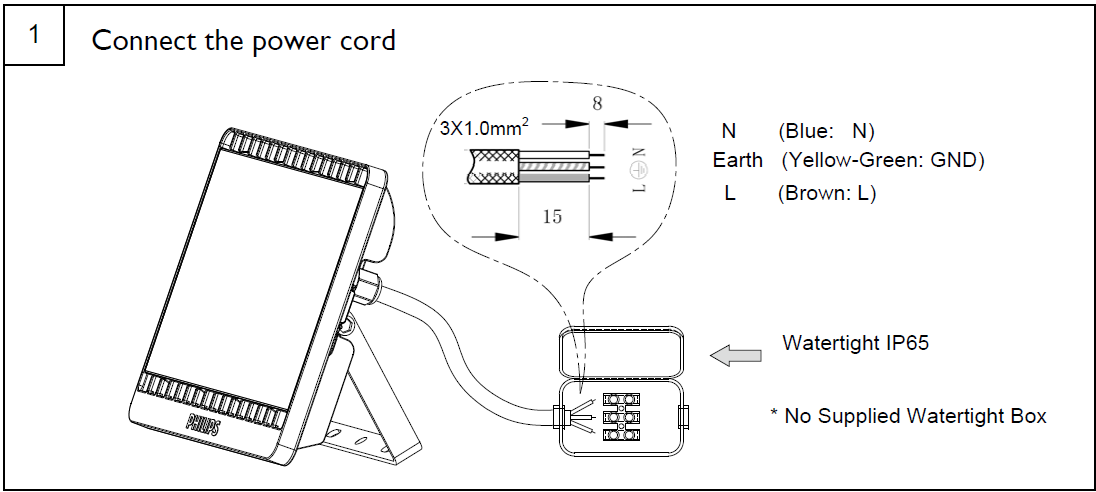 1
Connect the power cord
8
3X1.0mm²
N
L
15
N (Blue: N)
Earth (Yellow-Green: GND)
L (Brown: L)
Watertight IP65
* No Supplied Watertight Box
PHILIPS